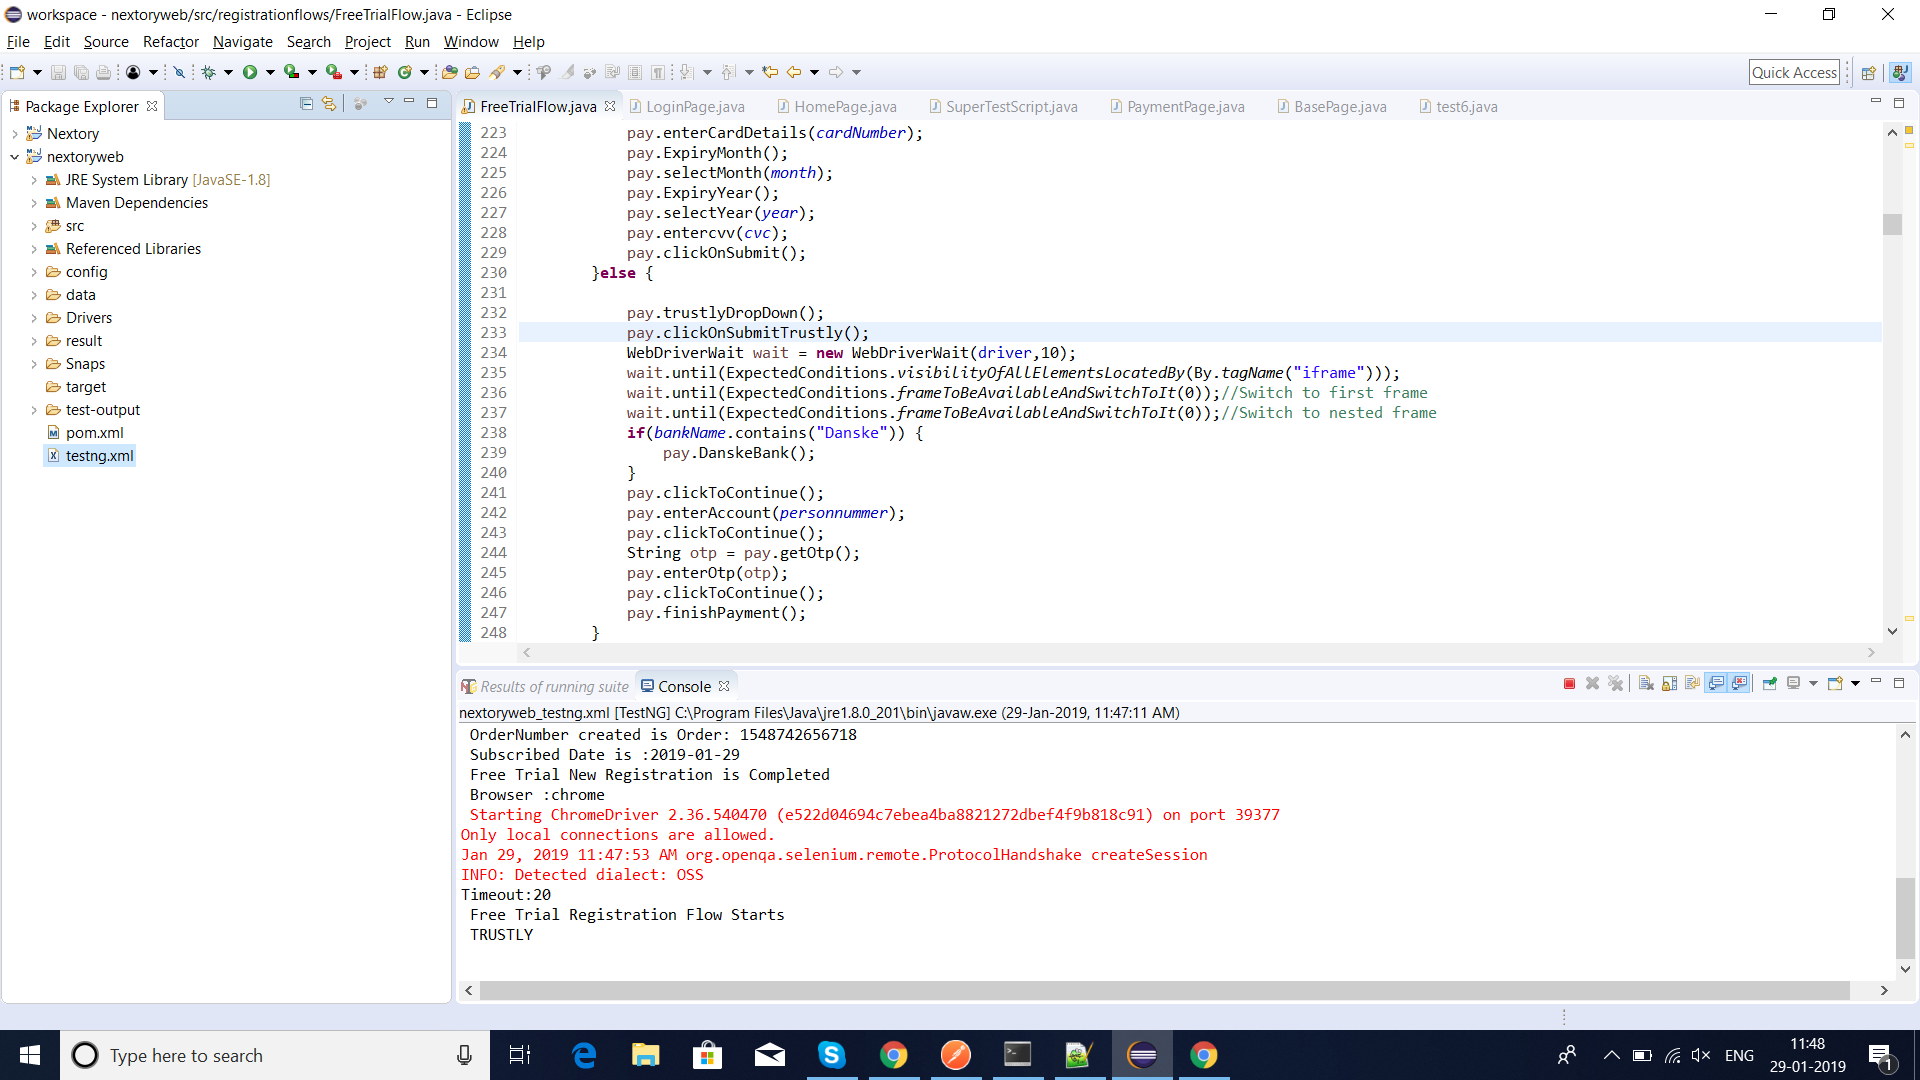 workspace - nextoryweb/src/registrationflows/FreeTrialFlow.java - Eclipse
File Edit Source Refactor Navigate Search Project Run Window Help
Quick Access
Package Explorer
Nextory
nextoryweb
JRE System Library [JavaSE-1.8]
Maven Dependencies
src
Referenced Libraries
config
data
Drivers
result
Snaps
target
test-output
pom.xml
testng.xml
FreeTrialFlow.java LoginPage.java HomePage.java SuperTestScript.java PaymentPage.java BasePage.java test6.java
223 pay.enterCardDetails(cardNumber);
224 pay.ExpiryMonth();
225 pay.selectMonth(month);
226 pay.ExpiryYear();
227 pay.selectYear(year);
228 pay.entercvv(cvc);
229 pay.clickOnSubmit();
230 }else {
231
232 pay.trustlyDropDown();
233 pay.clickOnSubmitTrustly();
234 WebDriverWait wait = new WebDriverWait(driver,10);
235 wait.until(ExpectedConditions.visibilityOfAllElementsLocatedBy(By.tagName("iframe")));
236 wait.until(ExpectedConditions.frameToBeAvailableAndSwitchToIt(0));//Switch to first frame
237 wait.until(ExpectedConditions.frameToBeAvailableAndSwitchToIt(0));//Switch to nested frame
238 if(bankName.contains("Danske")) {
239 pay.DanskeBank();
240 }
241 pay.clickToContinue();
242 pay.enterAccount(personnummer);
243 pay.clickToContinue();
244 String otp = pay.getOtp();
245 pay.enterOtp(otp);
246 pay.clickToContinue();
247 pay.finishPayment();
248 }
Results of running suite Console
nextoryweb_testng.xml [TestNG] C:\Program Files\Java\jre1.8.0_201\bin\javaw.exe (29-Jan-2019, 11:47:11 AM)
OrderNumber created is Order: 1548742656718
Subscribed Date is :2019-01-29
Free Trial New Registration is Completed
Browser :chrome
Starting ChromeDriver 2.36.540470 (e522d04694c7ebea4ba8821272dbef4f9b818c91) on port 39377
Only local connections are allowed.
Jan 29, 2019 11:47:53 AM org.openqa.selenium.remote.ProtocolHandshake createSession
INFO: Detected dialect: OSS
Timeout:20
Free Trial Registration Flow Starts
TRUSTLY
Type here to search
ENG
11:48
29-01-2019
1